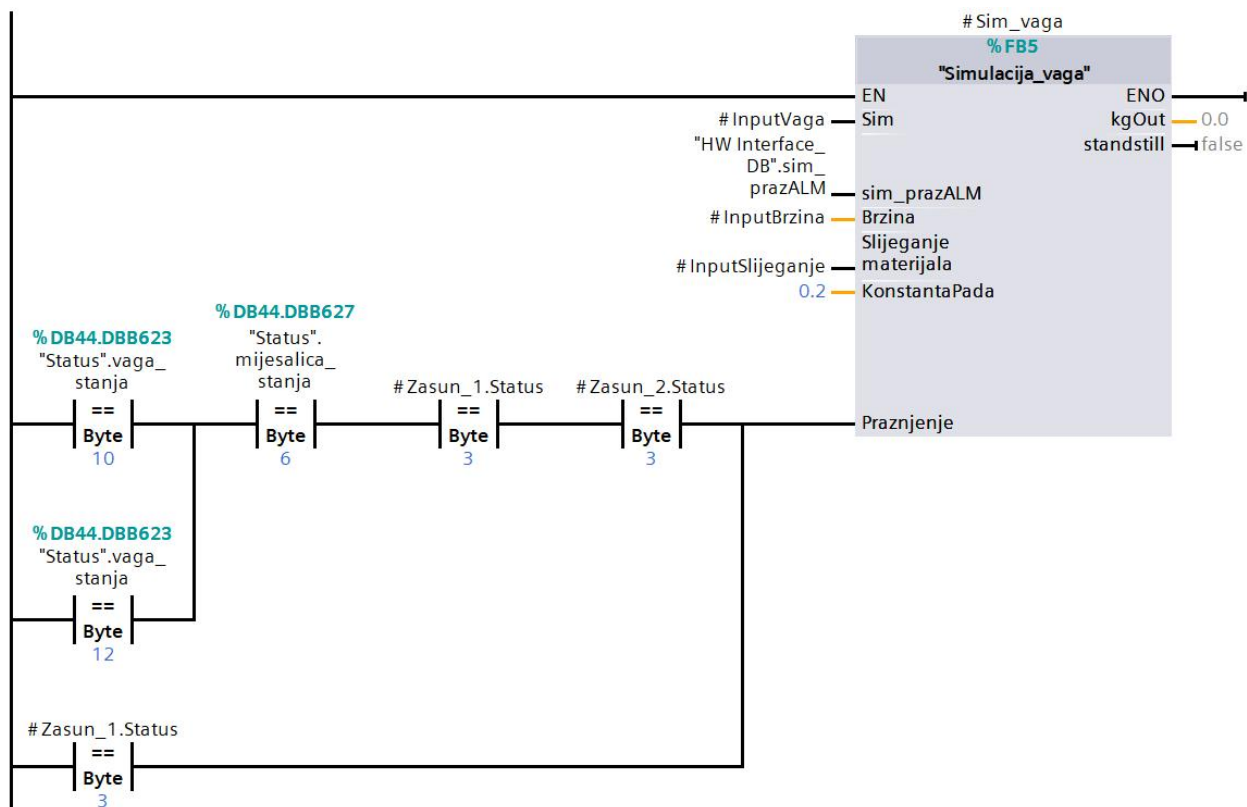 #Sim_vaga
%FB5
"Simulacija_vaga"
EN
ENO
#InputVaga
Sim
kgOut
0.0
"HW Interface_
DB".sim_
prazALM
standstill
false
sim_prazALM
#InputBrzina
Brzina
#InputSlijeganje
Slijeganje
materijala
0.2
KonstantaPada
Praznjenje
%DB44.DBB623
"Status".vaga_
stanja
==
Byte
10
%DB44.DBB627
"Status".
mijesalica_
stanja
==
Byte
6
#Zasun_1.Status
==
Byte
3
#Zasun_2.Status
==
Byte
3
%DB44.DBB623
"Status".vaga_
stanja
==
Byte
12
#Zasun_1.Status
==
Byte
3